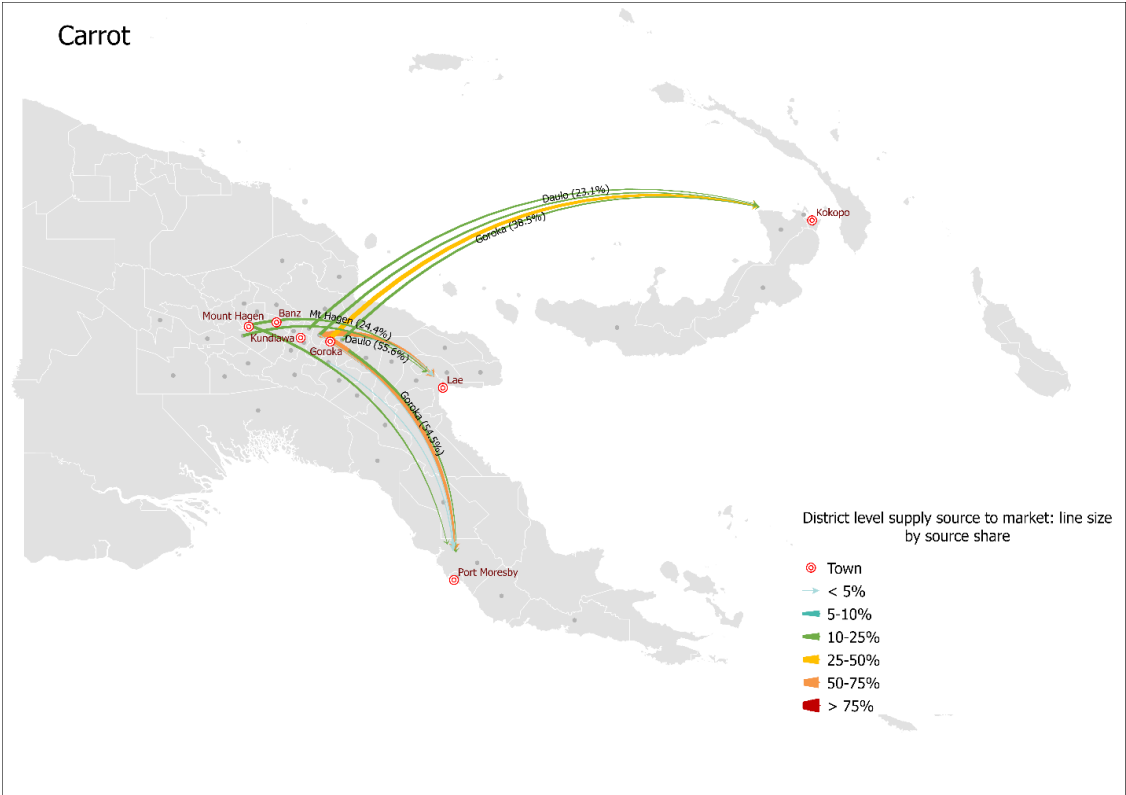 Carrot
Daulo (23.1%)
Kokopo
Goroka (38.5%)
Mount Hagen
Banz
Mt Hagen (24.4%)
Kundiawa
Daulo (55.6%)
Goroka
Lae
Goroka (54.5%)
Port Moresby
District level supply source to market: line size
by source share
Town
< 5%
5-10%
10-25%
25-50%
50-75%
> 75%